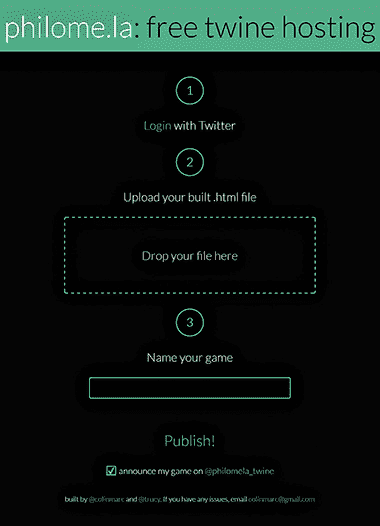 philome.la: free twine hosting
1
Login with Twitter
2
Upload your built .html file
Drop your file here
3
Name your game
Publish!
announce my game on @philomela_twine
built by @colinmarc and @trucy. If you have any issues, email colinmarc@gmail.com